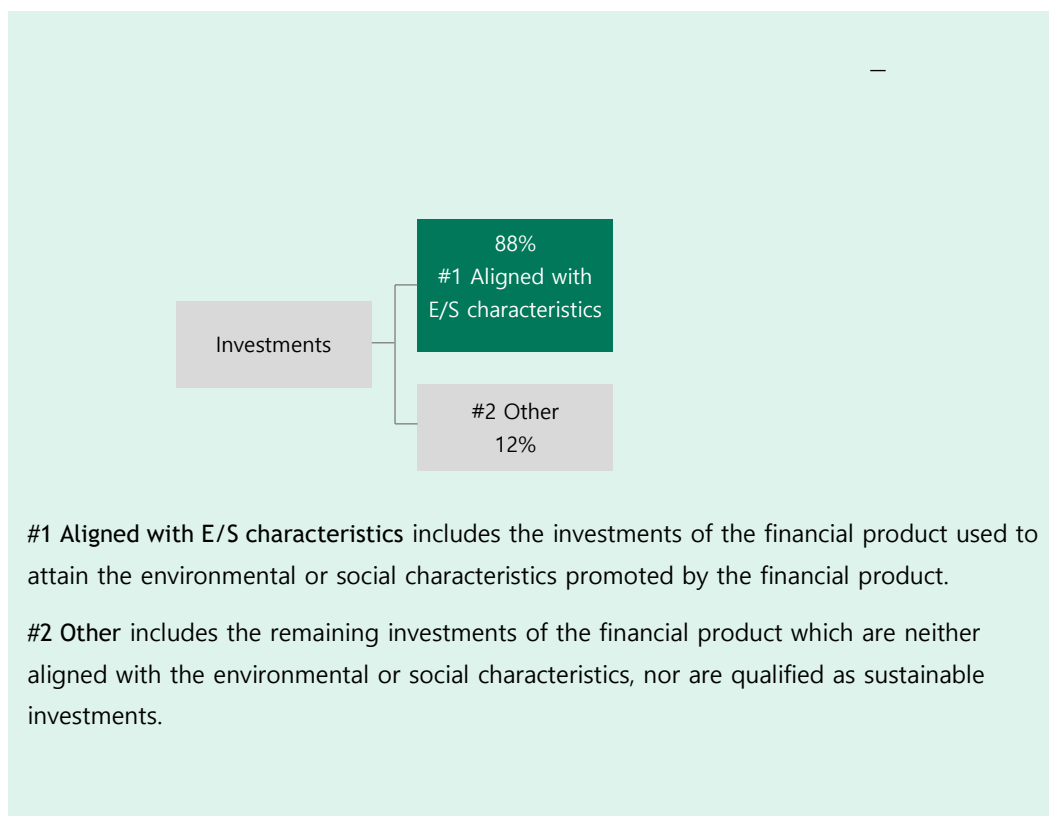 88%
#1 Aligned with
E/S characteristics
Investments
#2 Other
12%
#1 Aligned with E/S characteristics includes the investments of the financial product used to
attain the environmental or social characteristics promoted by the financial product.
#2 Other includes the remaining investments of the financial product which are neither
aligned with the environmental or social characteristics, nor are qualified as sustainable
investments.